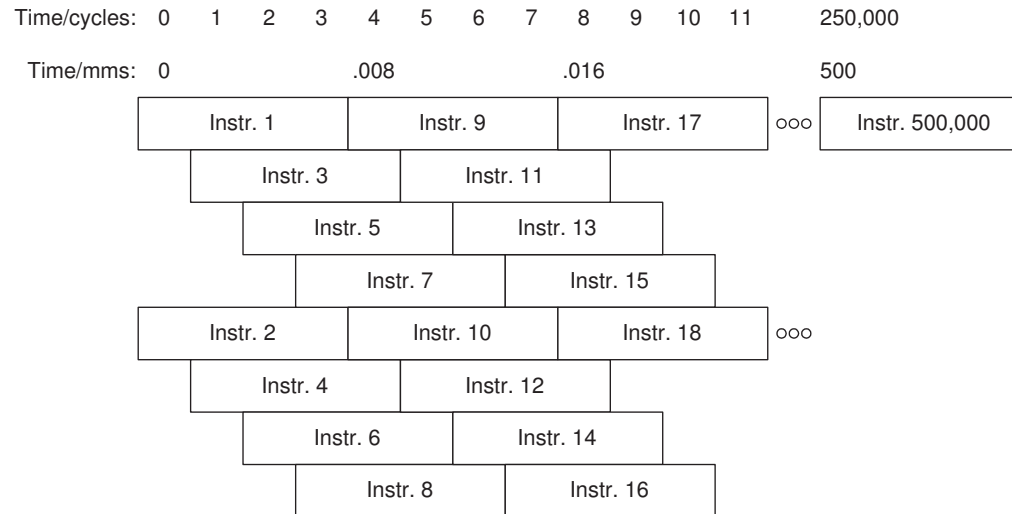 Time/cycles: 0 1 2 3 4 5 6 7 8 9 10 11 250,000
Time/mms: 0 .008 .016 500
Instr. 1 Instr. 9 Instr. 17 ooo Instr. 500,000
Instr. 3 Instr. 11
Instr. 5 Instr. 13
Instr. 7 Instr. 15
Instr. 2 Instr. 10 Instr. 18 ooo
Instr. 4 Instr. 12
Instr. 6 Instr. 14
Instr. 8 Instr. 16